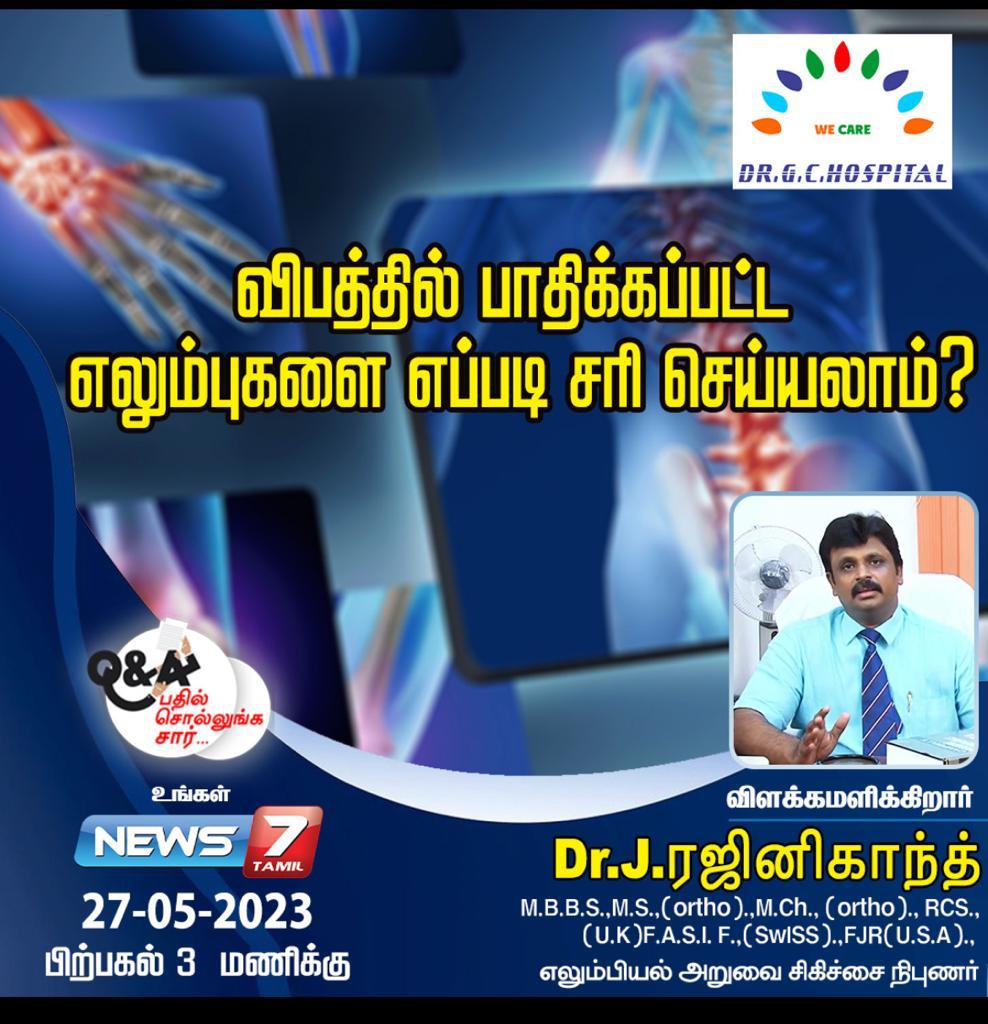 WE CARE
DR.G.C.HOSPITAL
விபத்தில் பாதிக்கப்பட்ட
எலும்புகளை எப்படி சரி செய்யலாம்?
Q&A
பதில்
சொல்லுங்க
சார்...
உங்கள்
NEWS 7
TAMIL
27-05-2023
பிற்பகல் 3 மணிக்கு
விளக்கமளிக்கிறார்
Dr.J.ரஜினிகாந்த்
M.B.B.S.,M.S.,(ortho).,M.Ch., (ortho)., RCS.,
(U.K)F.A.S.I. F.,(SwISS).,FJR(U.S.A).,
எலும்பியல் அறுவை சிகிச்சை நிபுணர்